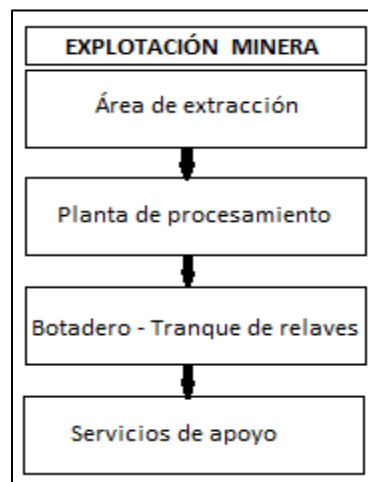 EXPLOTACIÓN MINERA
Área de extracción
Planta de procesamiento
Botadero - Tranque de relaves
Servicios de apoyo